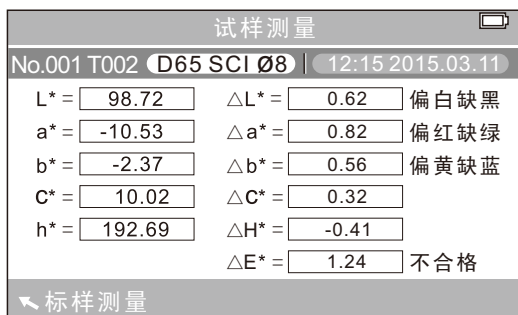 试样测量
No.001 T002 D65 SCI Ø8 12:15 2015.03.11
L* = 98.72 △L* = 0.62 偏白缺黑
a* = -10.53 △a* = 0.82 偏红缺绿
b* = -2.37 △b* = 0.56 偏黄缺蓝
C* = 10.02 △C* = 0.32
h* = 192.69 △H* = -0.41
△E* = 1.24 不合格
标样测量